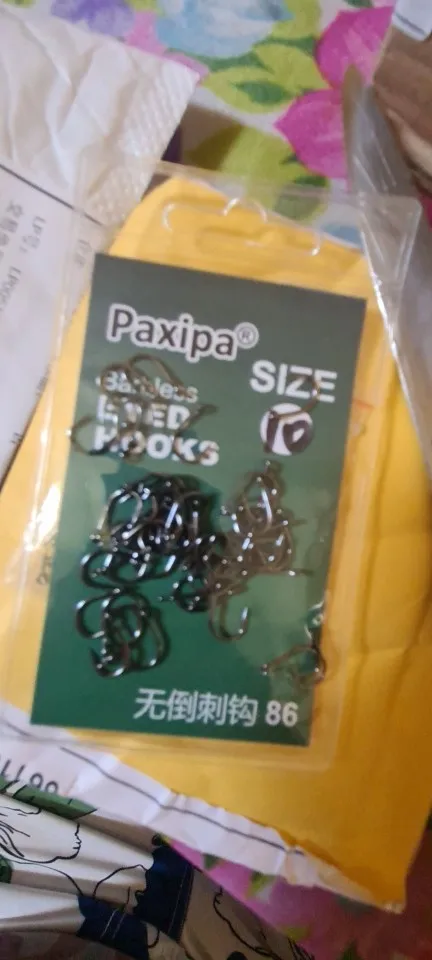 Paxipa®
SIZE
10
Barbless
EYED
HOOKS
无倒刺钩 86